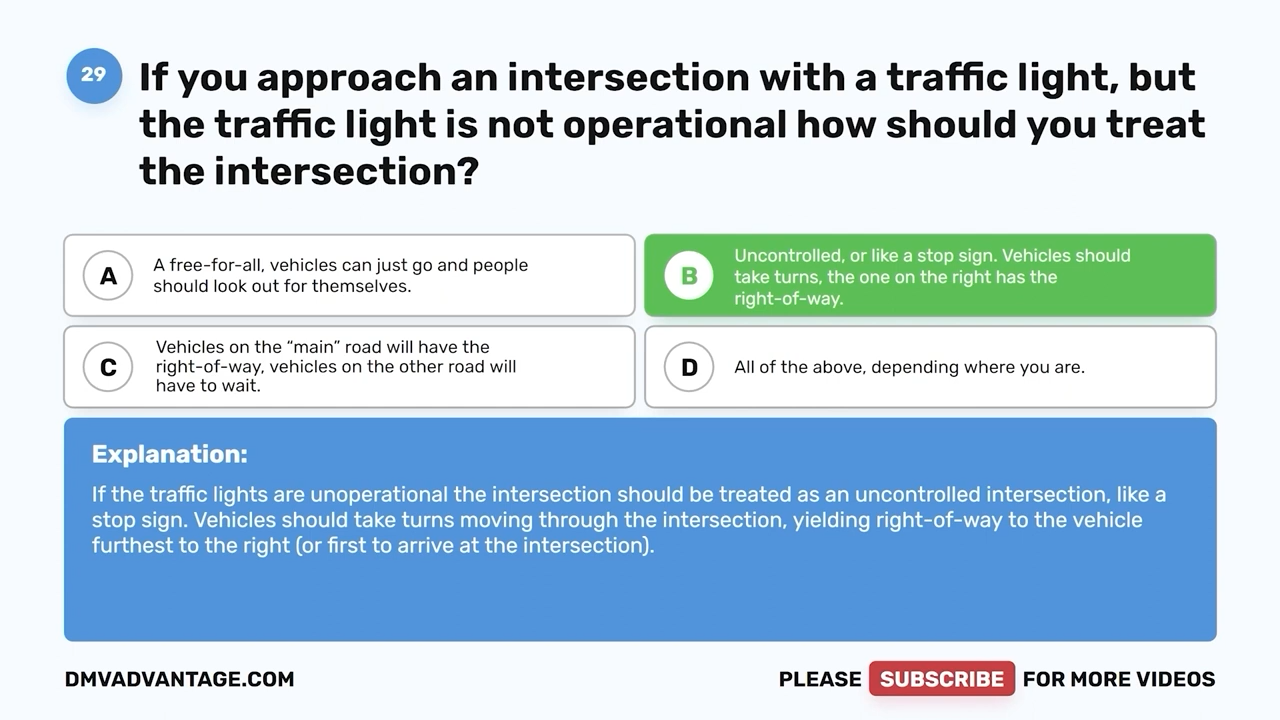 29
If you approach an intersection with a traffic light, but
the traffic light is not operational how should you treat
the intersection?
A
A free-for-all, vehicles can just go and people
should look out for themselves.
B
Uncontrolled, or like a stop sign. Vehicles should
take turns, the one on the right has the
right-of-way.
C
Vehicles on the “main” road will have the
right-of-way, vehicles on the other road will
have to wait.
D
All of the above, depending where you are.
Explanation:
If the traffic lights are unoperational the intersection should be treated as an uncontrolled intersection, like a
stop sign. Vehicles should take turns moving through the intersection, yielding right-of-way to the vehicle
furthest to the right (or first to arrive at the intersection).
DMVADVANTAGE.COM
PLEASE SUBSCRIBE FOR MORE VIDEOS